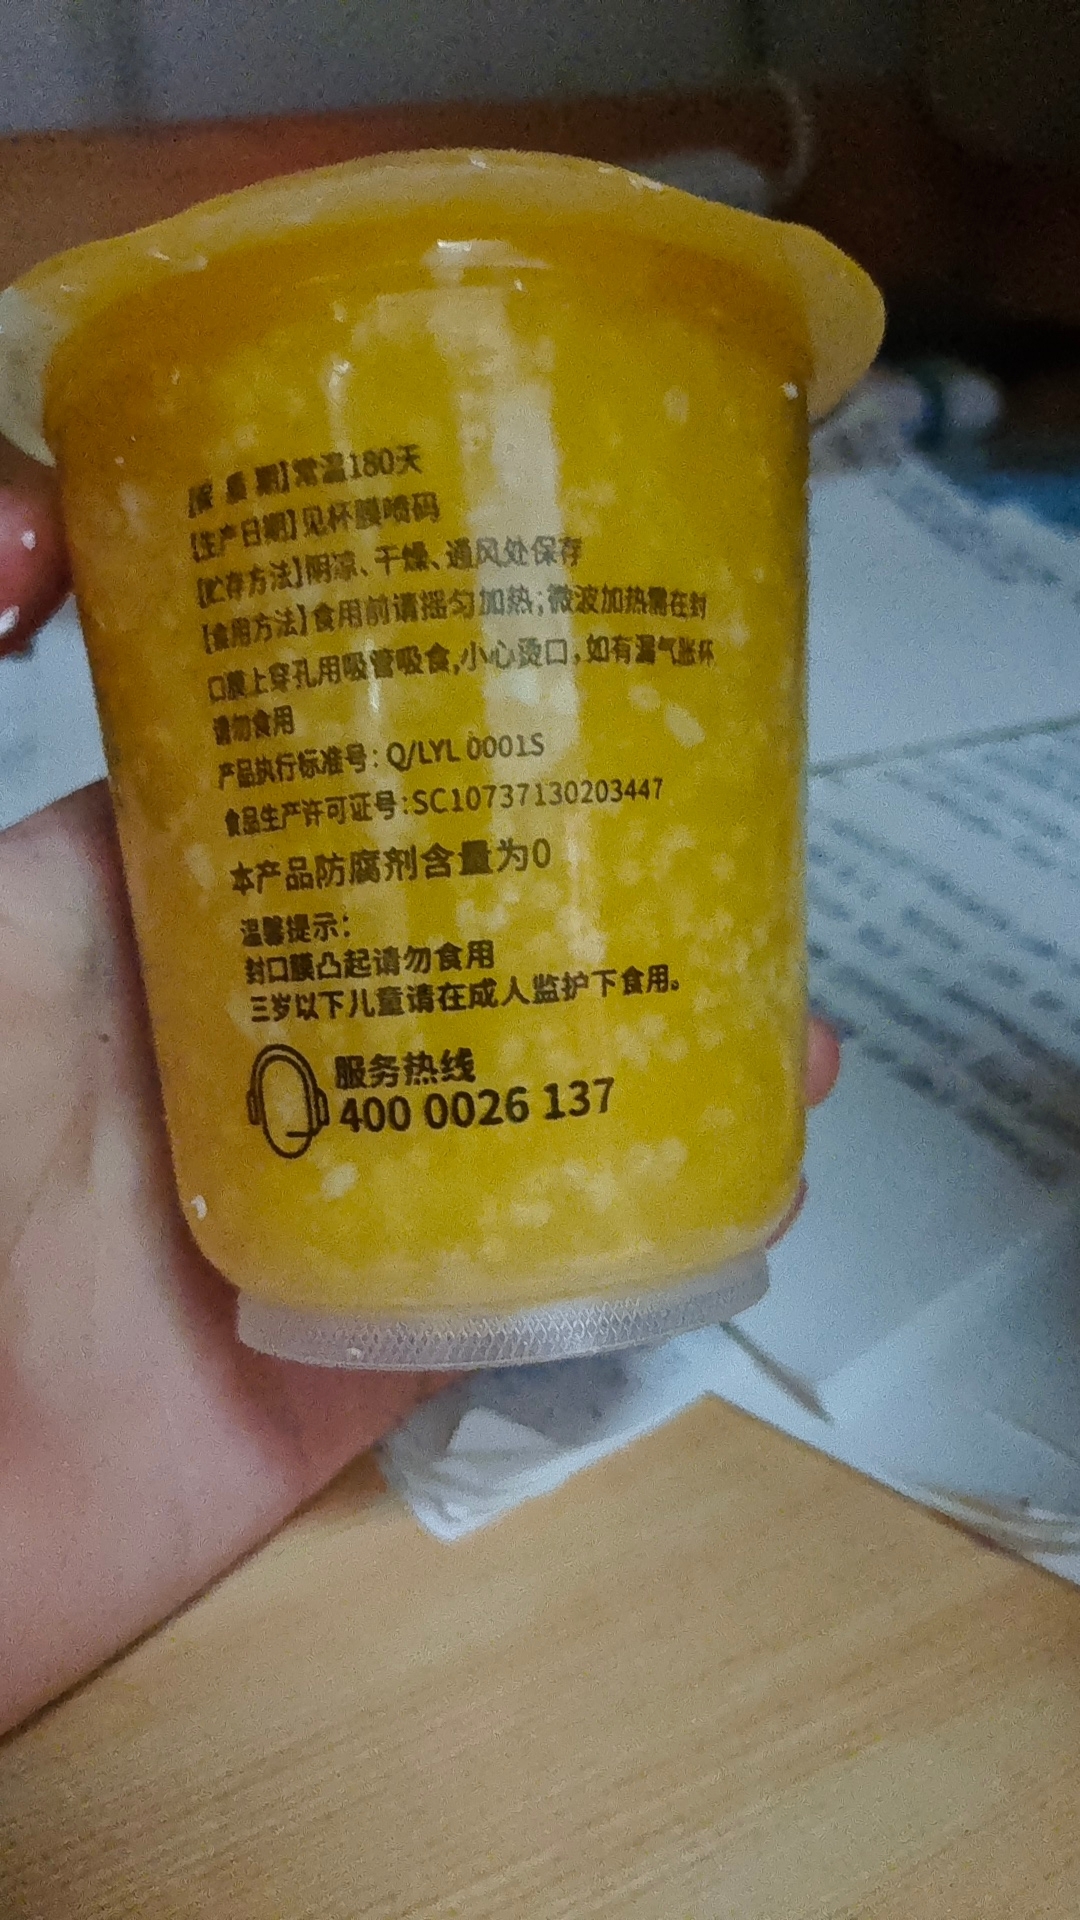 【保质期】常温180天
【生产日期】见杯膜喷码
【贮存方法】阴凉、干燥、通风处保存
【食用方法】食用前请摇匀加热;微波加热需在封
口膜上穿孔用吸管吸食,小心烫口,如有漏气胀杯
请勿食用
产品执行标准号: Q/LYL 0001S
食品生产许可证号:SC10737130203447
本产品防腐剂含量为0
温馨提示:
封口膜凸起请勿食用
三岁以下儿童请在成人监护下食用。
服务热线
400 0026 137